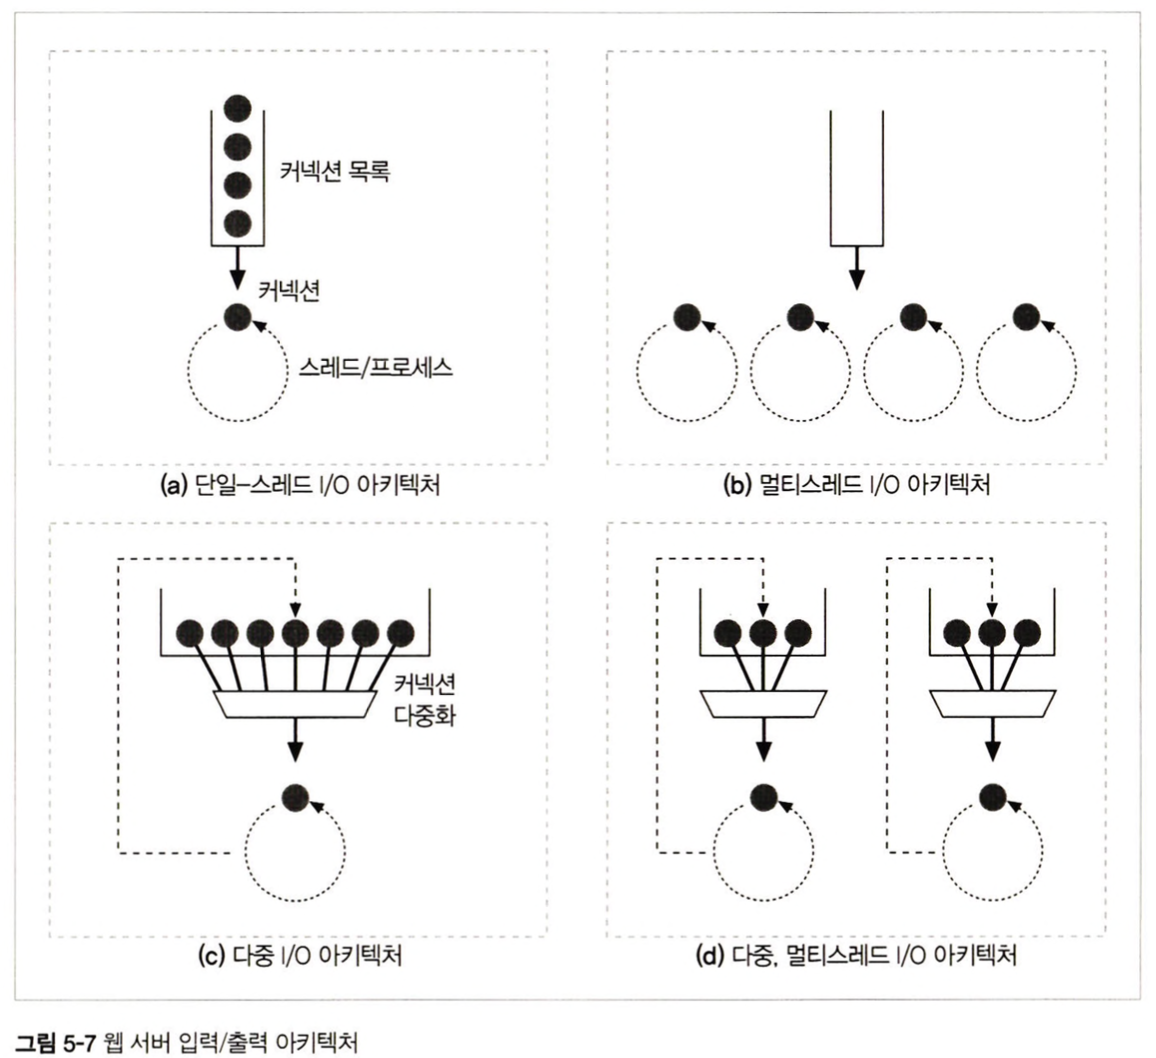 커넥션 목록
커넥션
스레드/프로세스
(a) 단일-스레드 I/O 아키텍처
(b) 멀티스레드 I/O 아키텍처
커넥션
다중화
(c) 다중 I/O 아키텍처
(d) 다중, 멀티스레드 I/O 아키텍처
그림 5-7 웹 서버 입력/출력 아키텍처